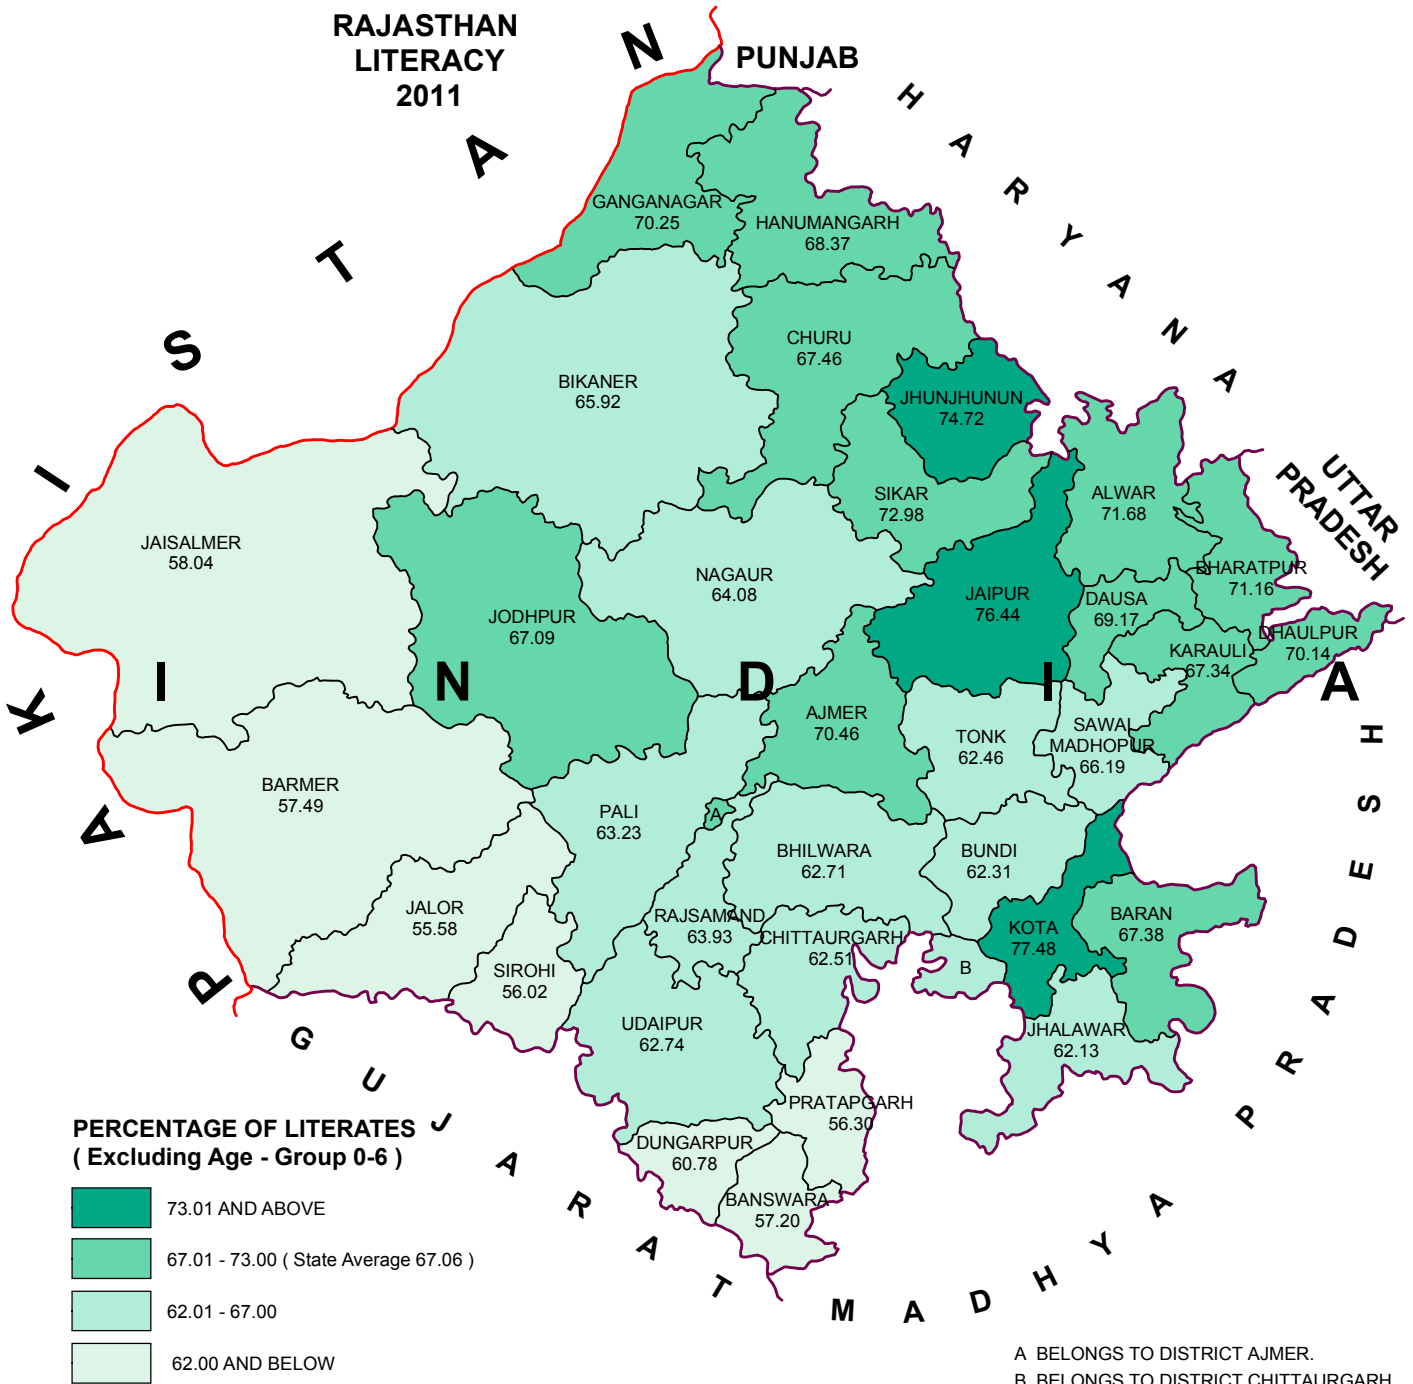 RAJASTHAN
LITERACY
2011
PAKISTAN
PUNJAB
HARYANA
UTTAR
PRADESH
MADHYA PRADESH
GUJARAT
INDIA
GANGANAGAR
70.25
HANUMANGARH
68.37
CHURU
67.46
BIKANER
65.92
JHUNJHUNUN
74.72
SIKAR
72.98
ALWAR
71.68
JAISALMER
58.04
NAGAUR
64.08
JAIPUR
76.44
BHARATPUR
71.16
DAUSA
69.17
JODHPUR
67.09
DHAULPUR
70.14
KARAULI
67.34
AJMER
70.46
TONK
62.46
SAWAI
MADHOPUR
66.19
BARMER
57.49
PALI
63.23
A
BHILWARA
62.71
BUNDI
62.31
JALOR
55.58
RAJSAMAND
63.93
CHITTAURGARH
62.51
KOTA
77.48
BARAN
67.38
B
SIROHI
56.02
UDAIPUR
62.74
JHALAWAR
62.13
PRATAPGARH
56.30
DUNGARPUR
60.78
BANSWARA
57.20
PERCENTAGE OF LITERATES
( Excluding Age - Group 0-6 )
73.01 AND ABOVE
67.01 - 73.00 ( State Average 67.06 )
62.01 - 67.00
62.00 AND BELOW
A BELONGS TO DISTRICT AJMER.
B BELONGS TO DISTRICT CHITTAURGARH